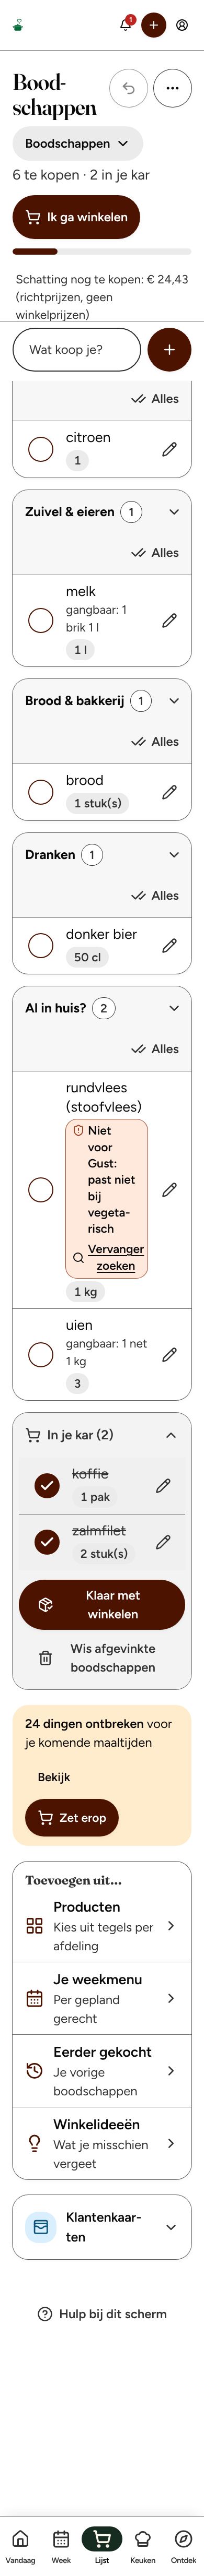 1
Bood-
schappen
Boodschappen
6 te kopen · 2 in je kar
Ik ga winkelen
Schatting nog te kopen: € 24,43
(richtprijzen, geen
winkelprijzen)
Wat koop je?
Alles
citroen
1
Zuivel & eieren 1
Alles
melk
gangbaar: 1
brik 1 l
1 l
Brood & bakkerij 1
Alles
brood
1 stuk(s)
Dranken 1
Alles
donker bier
50 cl
Al in huis? 2
Alles
rundvlees
(stoofvlees)
Niet
voor
Gust:
past niet
bij
vegeta-
risch
Vervanger
zoeken
1 kg
uien
gangbaar: 1 net
1 kg
3
In je kar (2)
koffie
1 pak
zalmfilet
2 stuk(s)
Klaar met
winkelen
Wis afgevinkte
boodschappen
24 dingen ontbreken voor
je komende maaltijden
Bekijk
Zet erop
Toevoegen uit...
Producten
Kies uit tegels per
afdeling
Je weekmenu
Per gepland
gerecht
Eerder gekocht
Je vorige
boodschappen
Winkelideeën
Wat je misschien
vergeet
Klantenkaar-
ten
Hulp bij dit scherm
Vandaag Week Lijst Keuken Ontdek